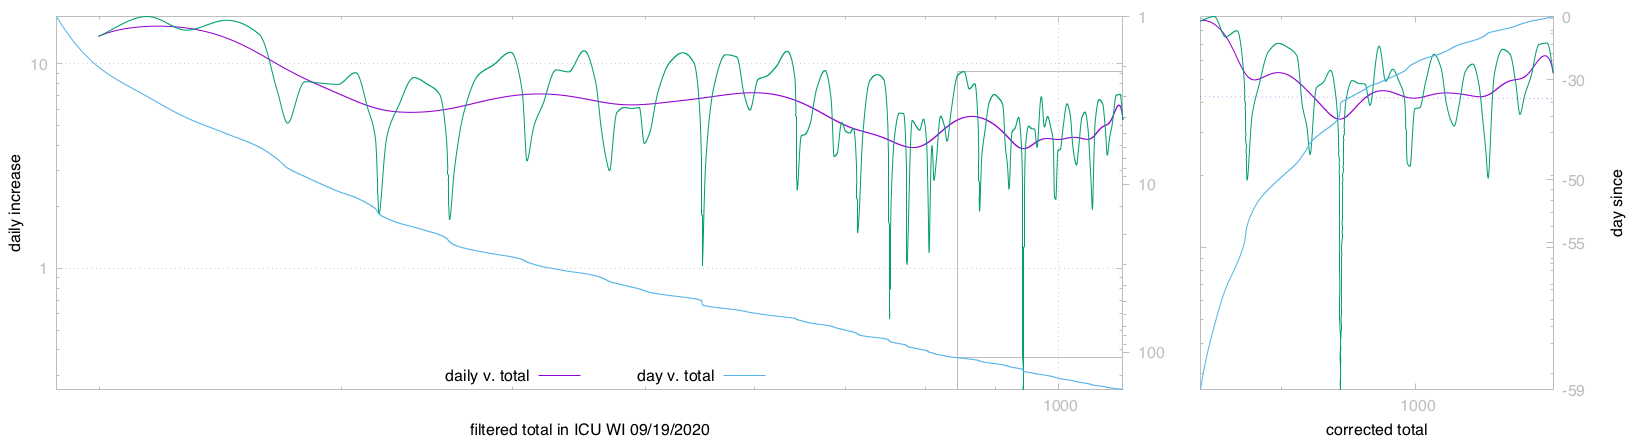 10
1
daily increase
1
10
100
daily v. total
day v. total
1000
filtered total in ICU WI 09/19/2020
0
-30
-50
-55
-59
day since
1000
corrected total